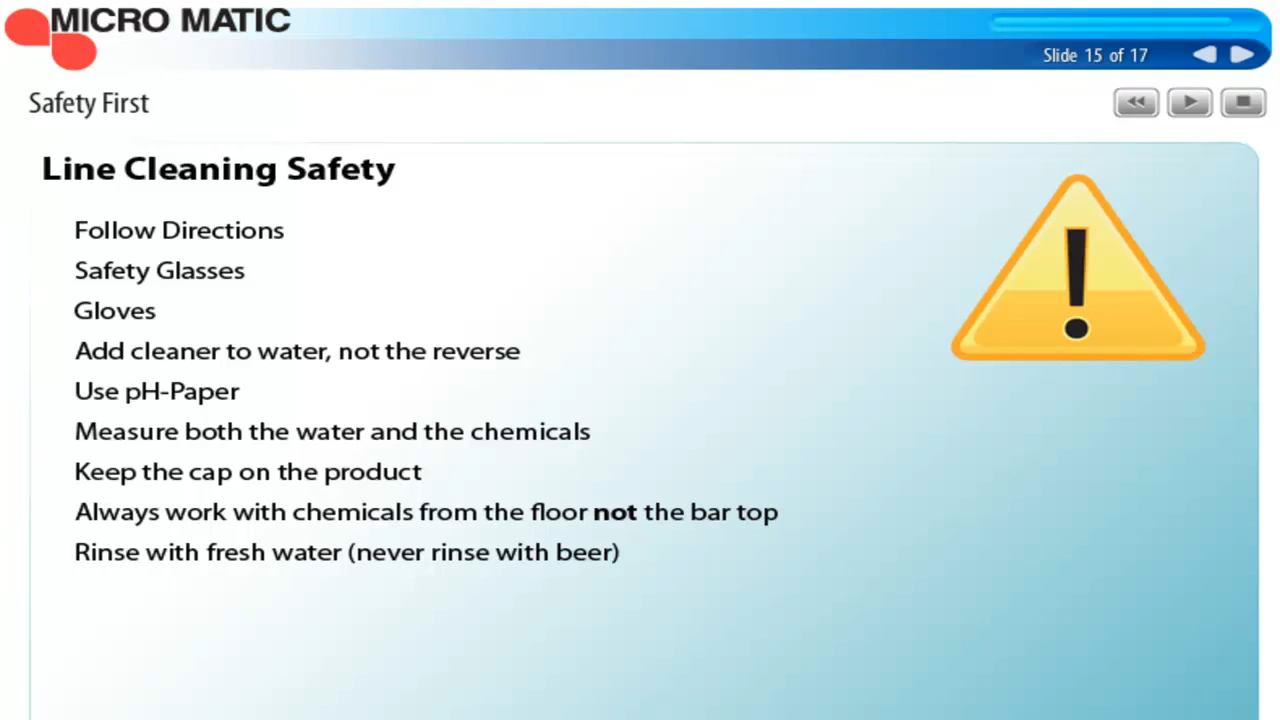 MICRO MATIC
Slide 15 of 17
Safety First
Line Cleaning Safety
Follow Directions
Safety Glasses
Gloves
Add cleaner to water, not the reverse
Use pH-Paper
Measure both the water and the chemicals
Keep the cap on the product
Always work with chemicals from the floor not the bar top
Rinse with fresh water (never rinse with beer)